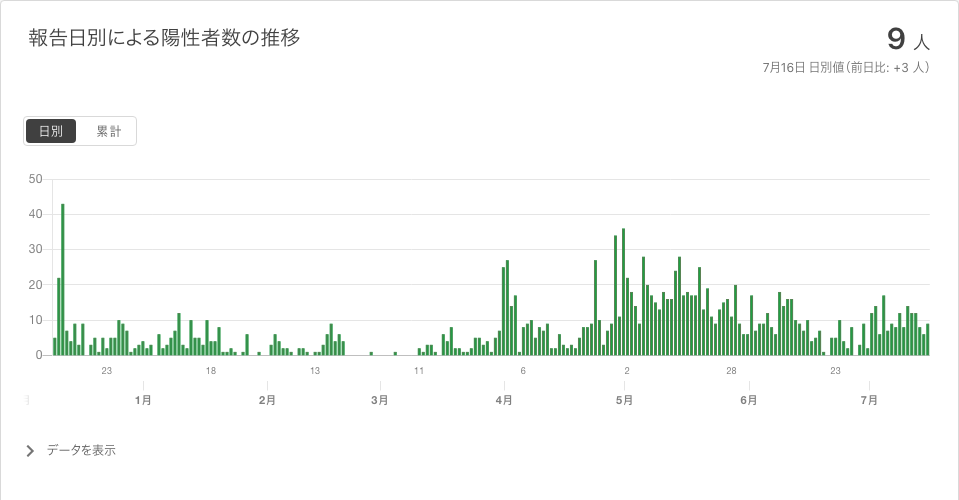 報告日別による陽性者数の推移
9 人
7月16日 日別値（前日比: +3 人）
日別 累計
50
40
30
20
10
0
23 18 13 11 6 2 28 23
1月 2月 3月 4月 5月 6月 7月
データを表示